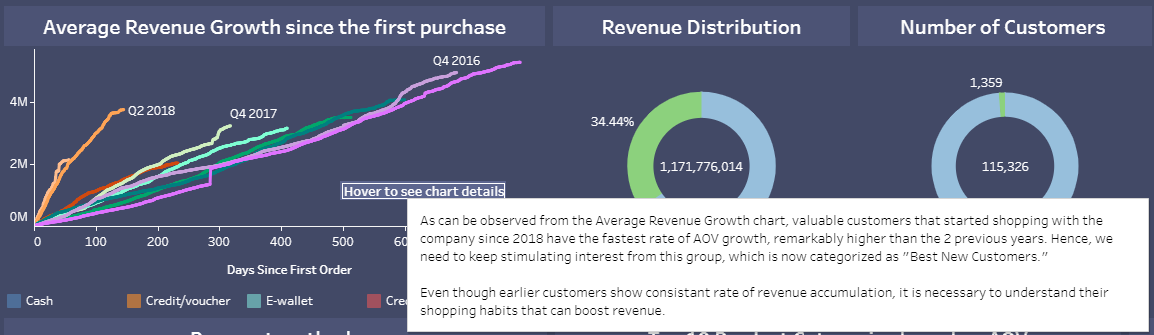 Average Revenue Growth since the first purchase
Revenue Distribution
Number of Customers
Q4 2016
Q2 2018
Q4 2017
4M
2M
0M
0 100 200 300 400 500 60
Days Since First Order
Hover to see chart details
34.44%
1,171,776,014
1,359
115,326
As can be observed from the Average Revenue Growth chart, valuable customers that started shopping with the
company since 2018 have the fastest rate of AOV growth, remarkably higher than the 2 previous years. Hence, we
need to keep stimulating interest from this group, which is now categorized as "Best New Customers."
Even though earlier customers show consistant rate of revenue accumulation, it is necessary to understand their
shopping habits that can boost revenue.
Cash
Credit/voucher
E-wallet